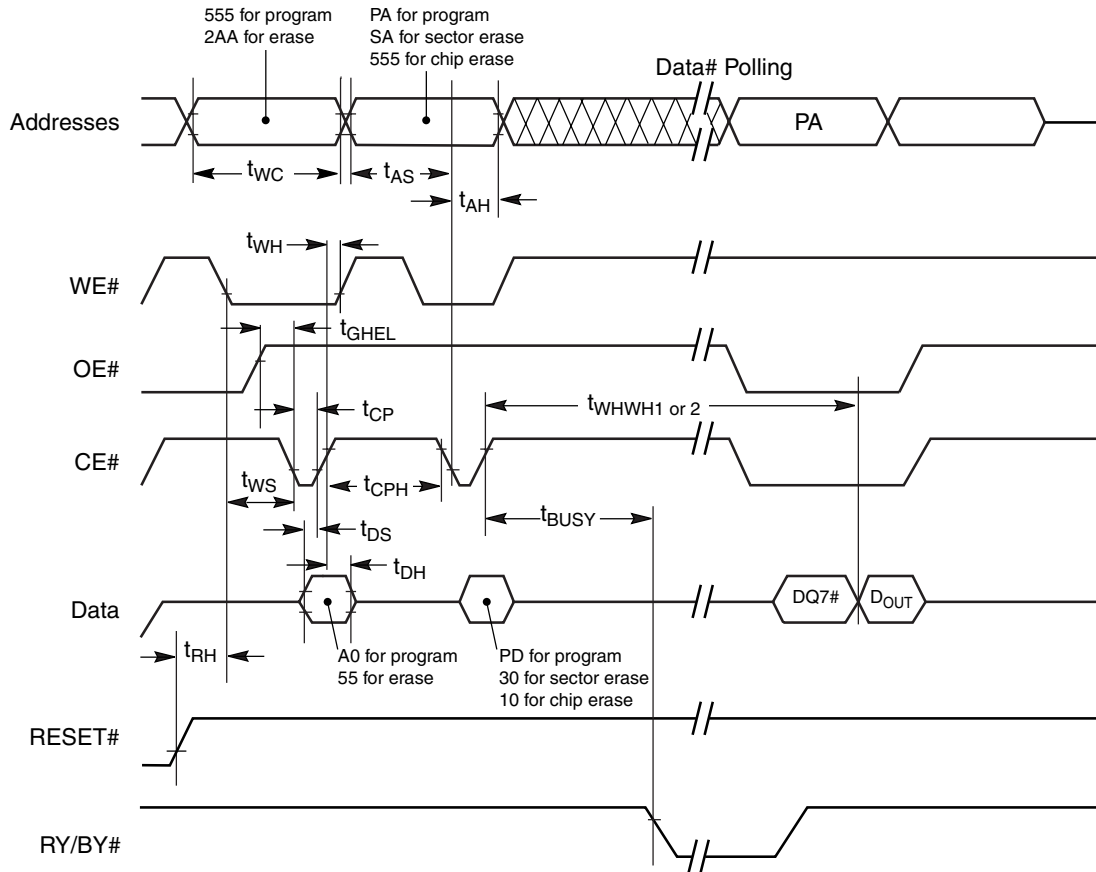 555 for program
2AA for erase
PA for program
SA for sector erase
555 for chip erase
Data# Polling
Addresses
PA
tWC
tAS
tAH
tWH
WE#
tGHEL
OE#
tWHWH1 or 2
tCP
CE#
tWS
tCPH
tBUSY
tDS
tDH
Data
DQ7#
DOUT
tRH
A0 for program
55 for erase
PD for program
30 for sector erase
10 for chip erase
RESET#
RY/BY#